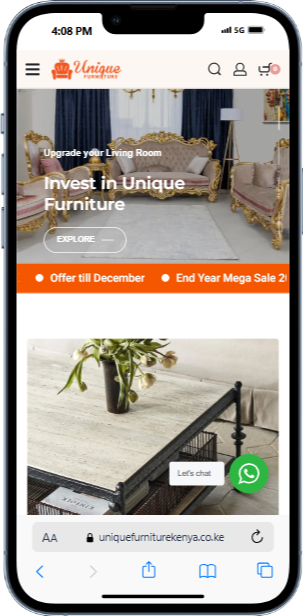 4:08 PM
5G
Unique
FURNITURE
0
Upgrade your Living Room
Invest in Unique
Furniture
EXPLORE
Offer till December
End Year Mega Sale 2
Let's chat
AA
uniquefurniturekenya.co.ke